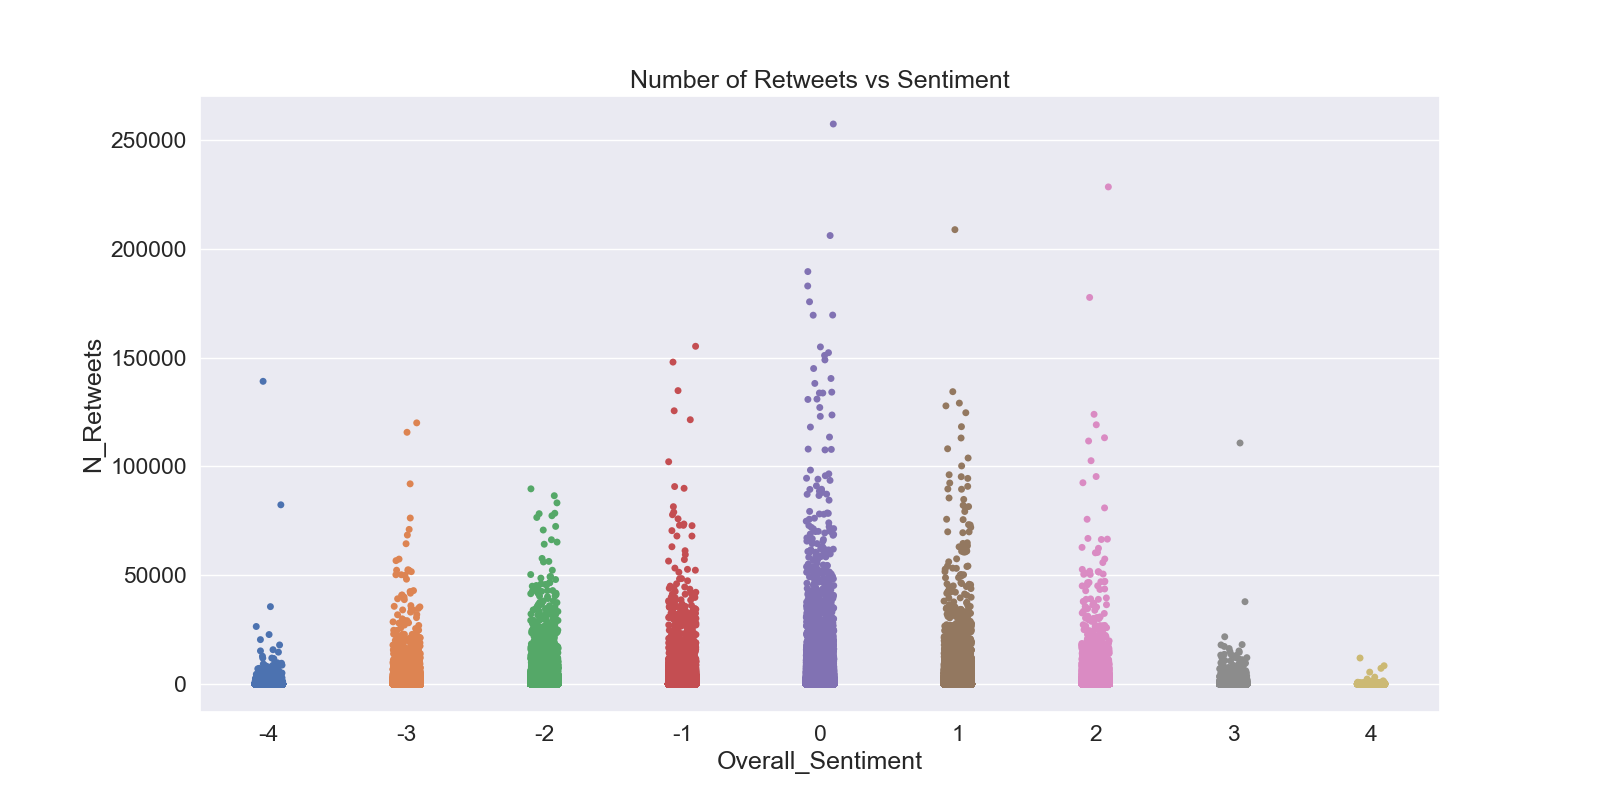 Number of Retweets vs Sentiment
N_Retweets
250000
200000
150000
100000
50000
0
-4 -3 -2 -1 0 1 2 3 4
Overall_Sentiment